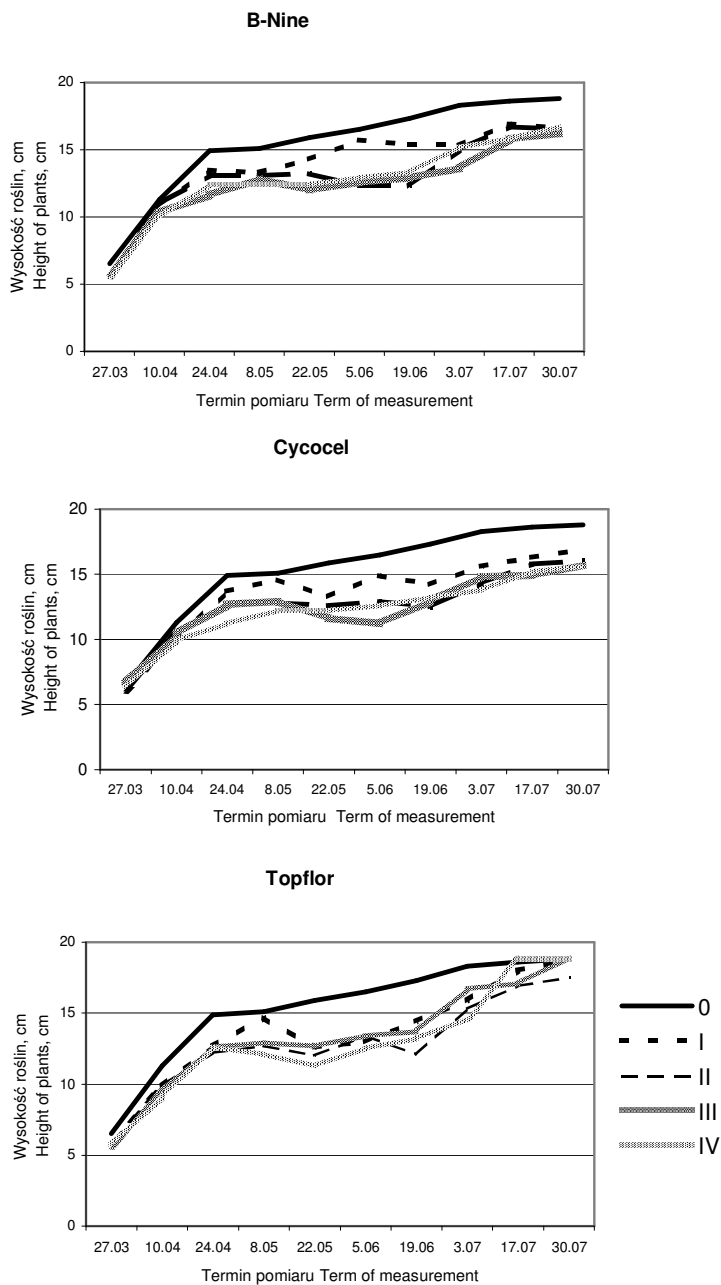 B-Nine
Wysokość roślin, cm
Height of plants, cm
20
15
10
5
0
27.03 10.04 24.04 8.05 22.05 5.06 19.06 3.07 17.07 30.07
Termin pomiaru Term of measurement
Cycocel
Wysokość roślin, cm
Height of plants, cm
20
15
10
5
0
27.03 10.04 24.04 8.05 22.05 5.06 19.06 3.07 17.07 30.07
Termin pomiaru Term of measurement
Topflor
Wysokość roślin, cm
Height of plants, cm
20
15
10
5
0
27.03 10.04 24.04 8.05 22.05 5.06 19.06 3.07 17.07 30.07
Termin pomiaru Term of measurement
0
I
II
III
IV